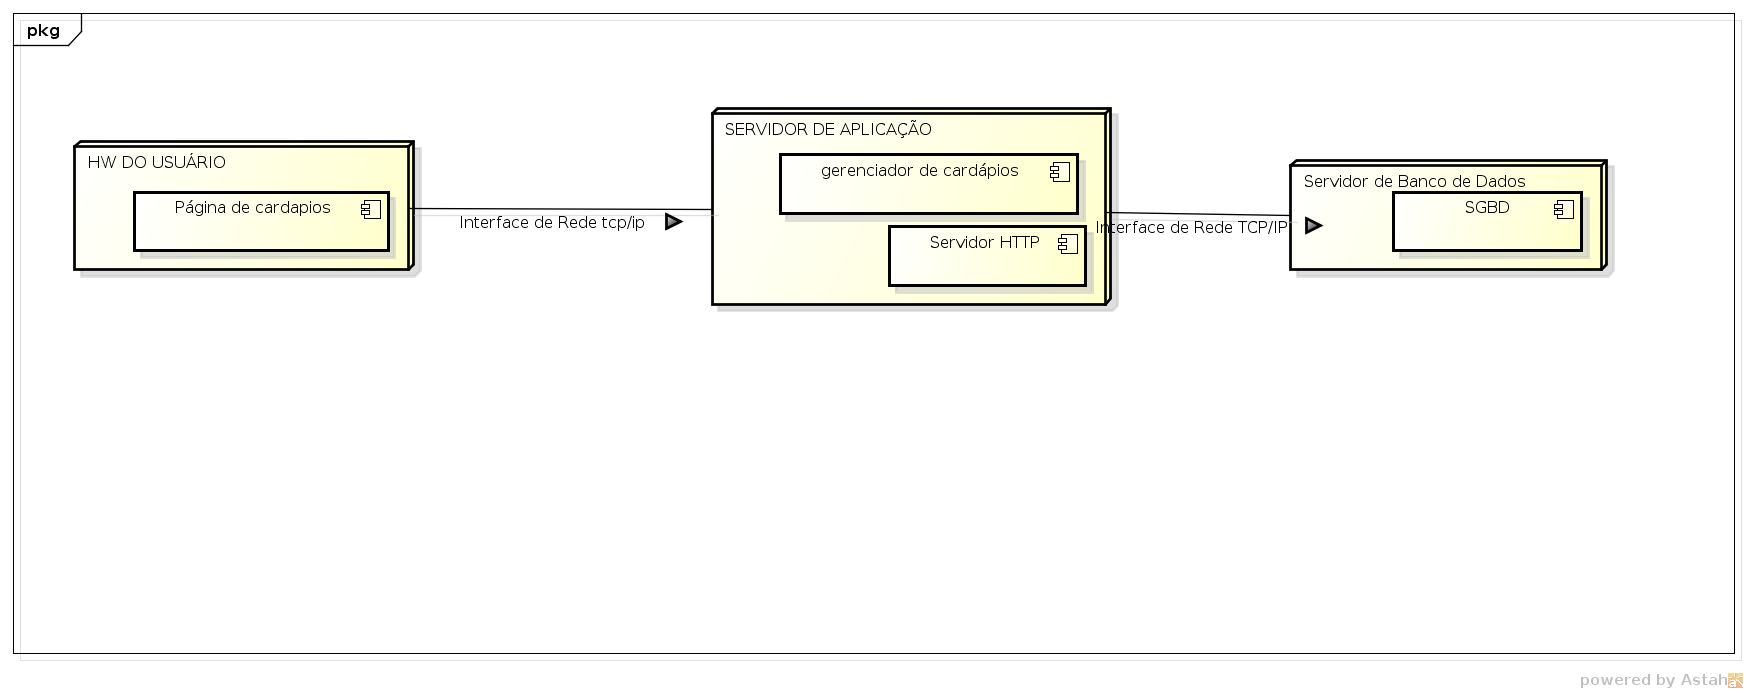 pkg
HW DO USUÁRIO
Página de cardapios
Interface de Rede tcp/ip
SERVIDOR DE APLICAÇÃO
gerenciador de cardápios
Servidor HTTP
Interface de Rede TCP/IP
Servidor de Banco de Dados
SGBD
powered by Astah